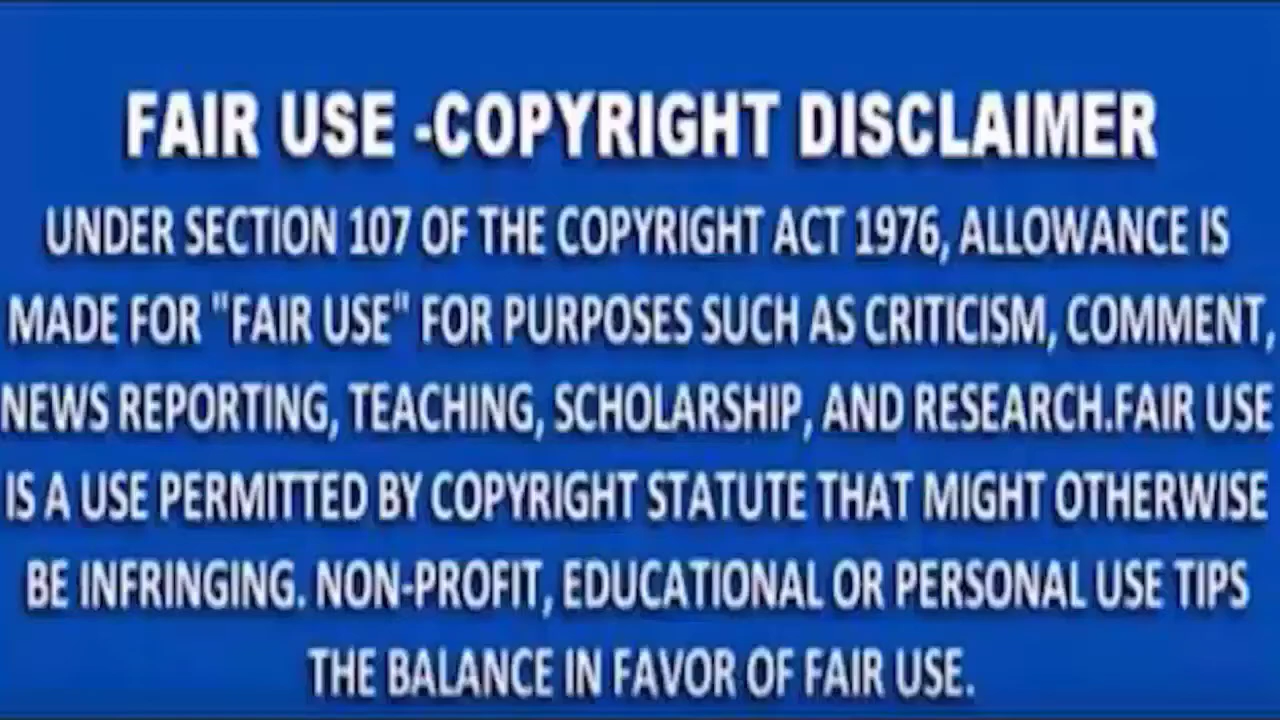 FAIR USE -COPYRIGHT DISCLAIMER
UNDER SECTION 107 OF THE COPYRIGHT ACT 1976, ALLOWANCE IS
MADE FOR "FAIR USE" FOR PURPOSES SUCH AS CRITICISM, COMMENT,
NEWS REPORTING, TEACHING, SCHOLARSHIP, AND RESEARCH.FAIR USE
IS A USE PERMITTED BY COPYRIGHT STATUTE THAT MIGHT OTHERWISE
BE INFRINGING. NON-PROFIT, EDUCATIONAL OR PERSONAL USE TIPS
THE BALANCE IN FAVOR OF FAIR USE.